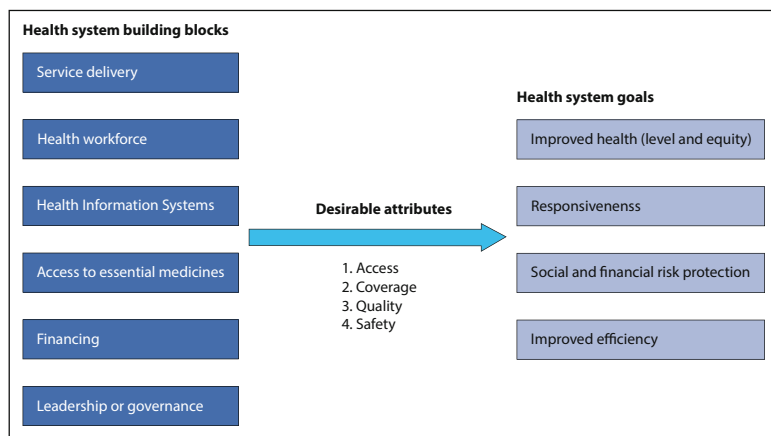 Health system building blocks
Service delivery
Health workforce
Health Information Systems
Access to essential medicines
Financing
Leadership or governance
Desirable attributes
1. Access
2. Coverage
3. Quality
4. Safety
Health system goals
Improved health (level and equity)
Responsivenenss
Social and financial risk protection
Improved efficiency